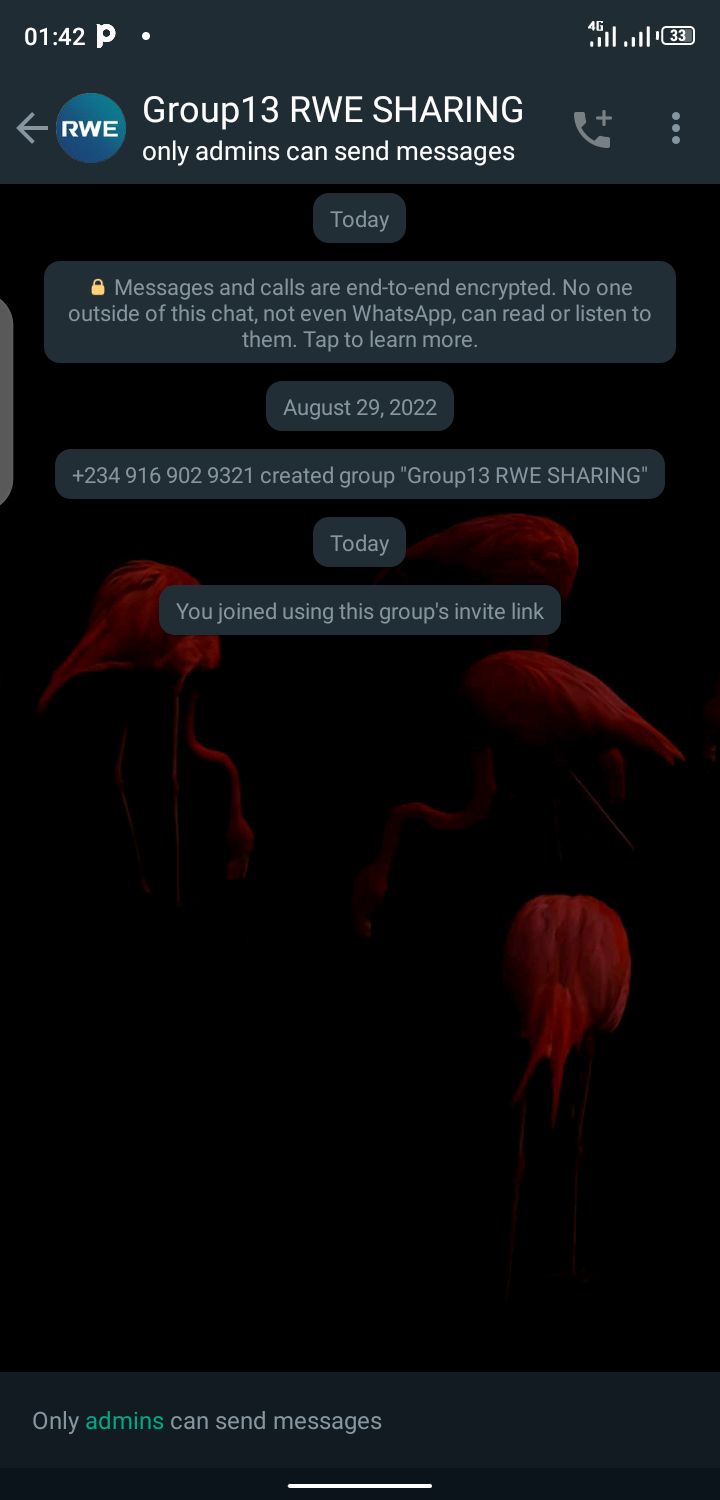 01:42
4G
33
RWE
Group13 RWE SHARING
only admins can send messages
Today
Messages and calls are end-to-end encrypted. No one
outside of this chat, not even WhatsApp, can read or listen to
them. Tap to learn more.
August 29, 2022
+234 916 902 9321 created group "Group13 RWE SHARING"
Today
You joined using this group's invite link
Only admins can send messages